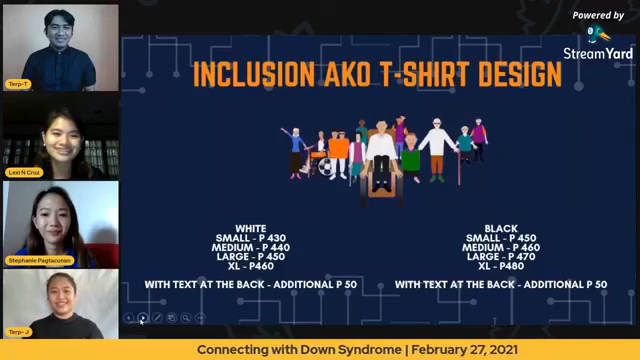 Powered by
StreamYard
Terp-T
Lexi Ñ Cruz
Stephanie Pagtaconan
Terp- J
INCLUSION AKO T-SHIRT DESIGN
WHITE
SMALL - P 430
MEDIUM - P 440
LARGE - P 450
XL - P460
WITH TEXT AT THE BACK - ADDITIONAL P 50
BLACK
SMALL - P 450
MEDIUM - P 460
LARGE - P 470
XL - P480
WITH TEXT AT THE BACK - ADDITIONAL P 50
Connecting with Down Syndrome | February 27, 2021